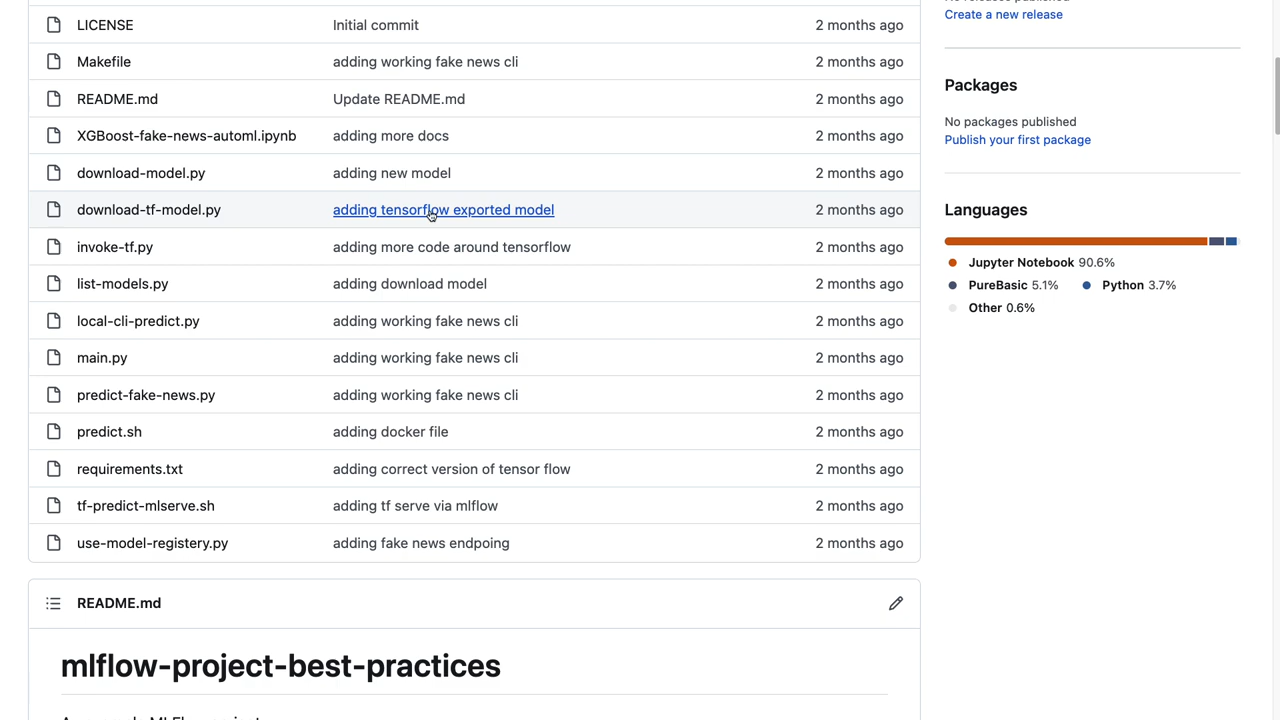 Create a new release
LICENSE Initial commit 2 months ago
Makefile adding working fake news cli 2 months ago
README.md Update README.md 2 months ago
XGBoost-fake-news-automl.ipynb adding more docs 2 months ago
download-model.py adding new model 2 months ago
download-tf-model.py adding tensorflow exported model 2 months ago
invoke-tf.py adding more code around tensorflow 2 months ago
list-models.py adding download model 2 months ago
local-cli-predict.py adding working fake news cli 2 months ago
main.py adding working fake news cli 2 months ago
predict-fake-news.py adding working fake news cli 2 months ago
predict.sh adding docker file 2 months ago
requirements.txt adding correct version of tensor flow 2 months ago
tf-predict-mlserve.sh adding tf serve via mlflow 2 months ago
use-model-registery.py adding fake news endpoing 2 months ago
Packages
No packages published
Publish your first package
Languages
Jupyter Notebook 90.6%
PureBasic 5.1% Python 3.7%
Other 0.6%
README.md
mlflow-project-best-practices